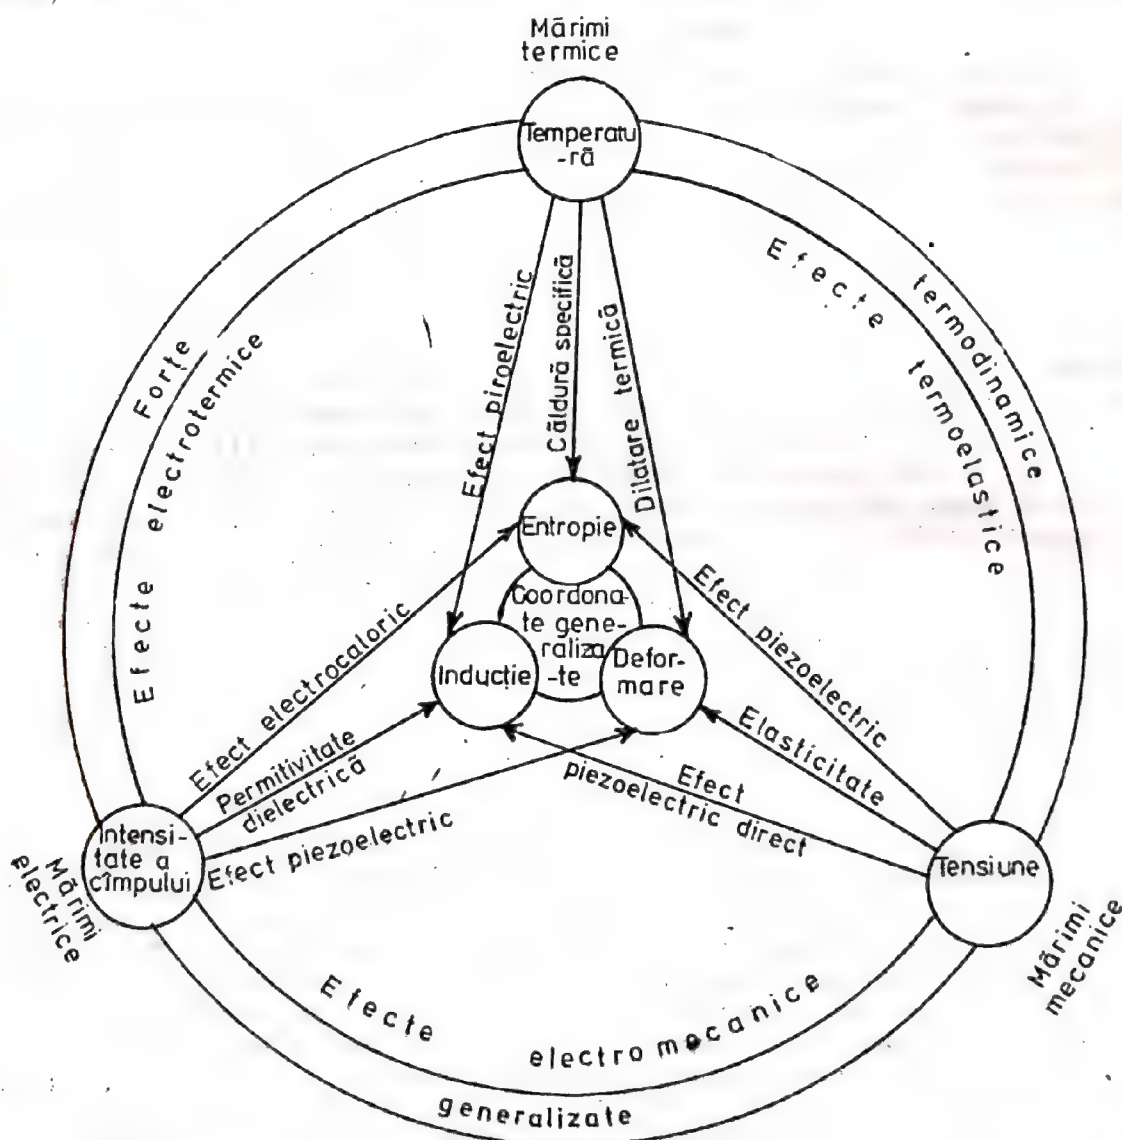 Mărimi
termice
Temperatu
-ră
Forțe
termodinamice
generalizate
Efecte electrotermice
Efecte termoelastice
Efecte electromecanice
Efect piroelectric
Căldură specifică
Dilatare termică
Entropie
Coordona-
te gene-
raliza
-te
Inducție
Defor-
mare
Efect electrocaloric
Permitivitate
dielectrică
Efect piezoelectric
Efect piezoelectric
Elasticitate
Efect
piezoelectric direct
Intensi-
tate a
cîmpului
Mărimi
electrice
Tensiune
Mărimi
mecanice